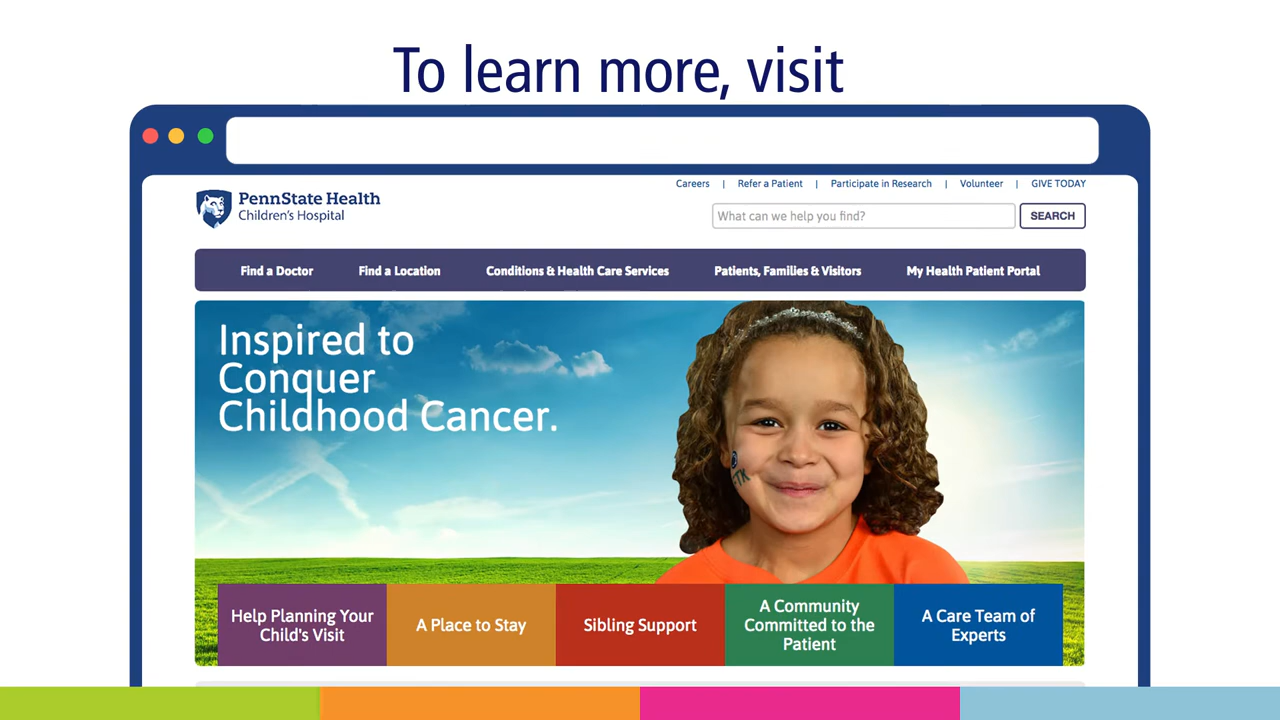 To learn more, visit
PennState Health
Children's Hospital
Careers | Refer a Patient | Participate in Research | Volunteer | GIVE TODAY
What can we help you find? SEARCH
Find a Doctor Find a Location Conditions & Health Care Services Patients, Families & Visitors My Health Patient Portal
Inspired to
Conquer
Childhood Cancer.
Help Planning Your
Child's Visit
A Place to Stay
Sibling Support
A Community
Committed to the
Patient
A Care Team of
Experts